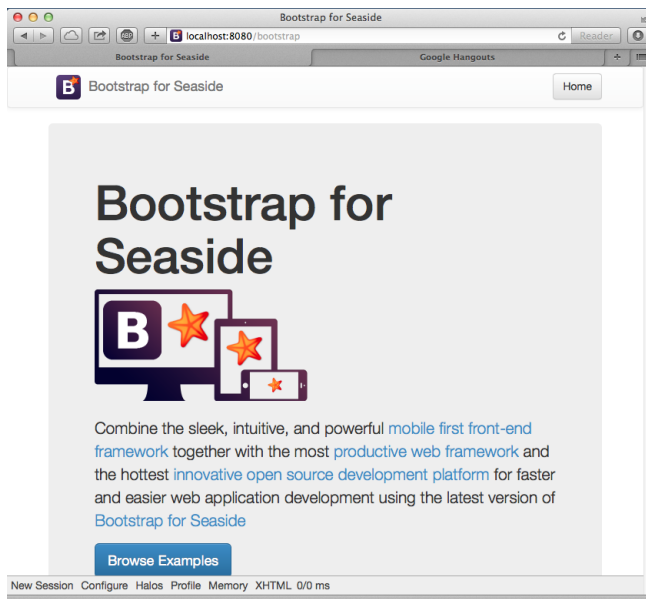 Bootstrap for Seaside
localhost:8080/bootstrap
Reader
Bootstrap for Seaside
Google Hangouts
B Bootstrap for Seaside
Home
Bootstrap for
Seaside
B
Combine the sleek, intuitive, and powerful mobile first front-end
framework together with the most productive web framework and
the hottest innovative open source development platform for faster
and easier web application development using the latest version of
Bootstrap for Seaside
Browse Examples
New Session Configure Halos Profile Memory XHTML 0/0 ms